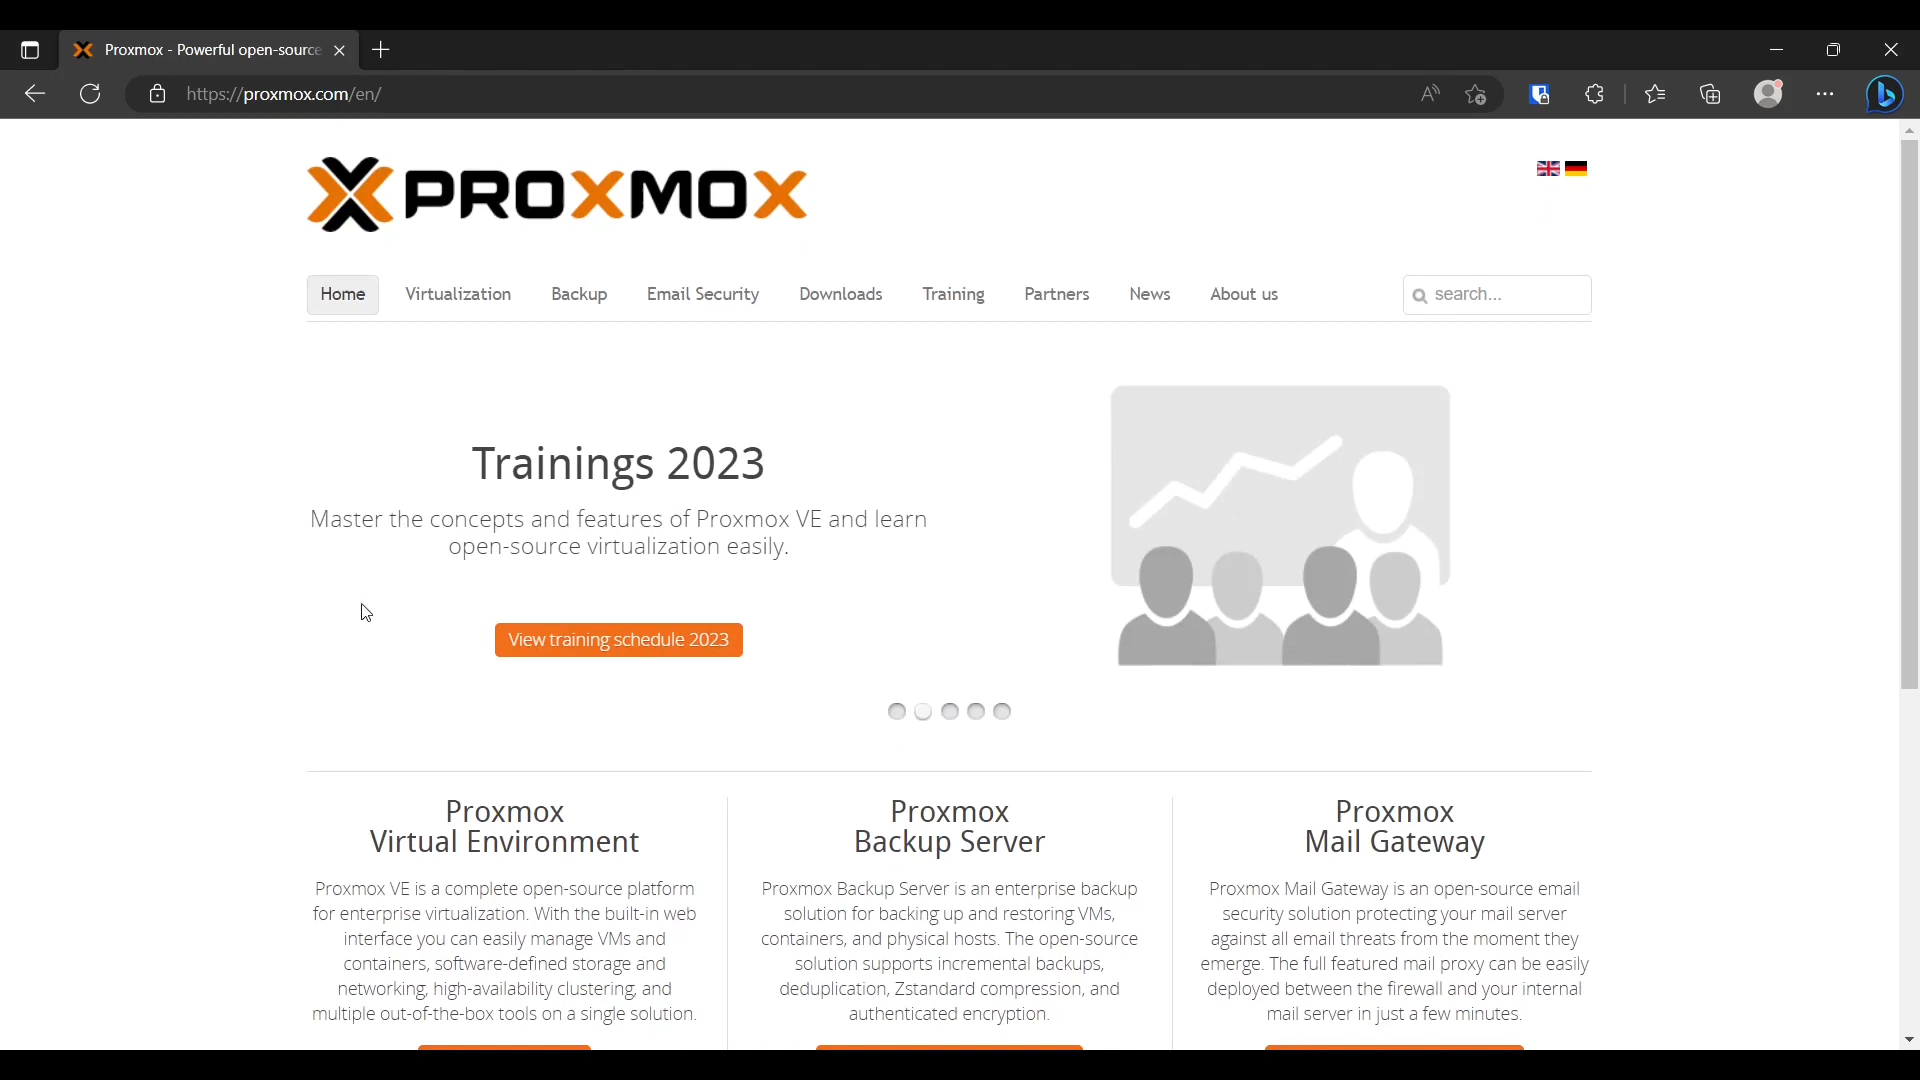 Proxmox - Powerful open-source
https://proxmox.com/en/
PROXMOX
Home Virtualization Backup Email Security Downloads Training Partners News About us search...
Trainings 2023
Master the concepts and features of Proxmox VE and learn
open-source virtualization easily.
View training schedule 2023
Proxmox
Virtual Environment
Proxmox VE is a complete open-source platform
for enterprise virtualization. With the built-in web
interface you can easily manage VMs and
containers, software-defined storage and
networking, high-availability clustering, and
multiple out-of-the-box tools on a single solution.
Proxmox
Backup Server
Proxmox Backup Server is an enterprise backup
solution for backing up and restoring VMs,
containers, and physical hosts. The open-source
solution supports incremental backups,
deduplication, Zstandard compression, and
authenticated encryption.
Proxmox
Mail Gateway
Proxmox Mail Gateway is an open-source email
security solution protecting your mail server
against all email threats from the moment they
emerge. The full featured mail proxy can be easily
deployed between the firewall and your internal
mail server in just a few minutes.